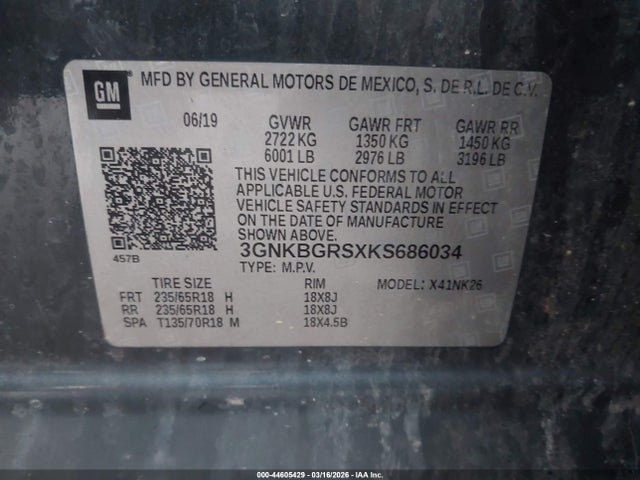 GM
MFD BY GENERAL MOTORS DE MEXICO, S. DE R.L. DE C.V.
06/19 GVWR GAWR FRT GAWR RR
2722 KG 1350 KG 1450 KG
6001 LB 2976 LB 3196 LB
THIS VEHICLE CONFORMS TO ALL
APPLICABLE U.S. FEDERAL MOTOR
VEHICLE SAFETY STANDARDS IN EFFECT
ON THE DATE OF MANUFACTURE
3GNKBGRSXKS686034
457B TYPE: M.P.V.
TIRE SIZE RIM MODEL: X41NK26
FRT 235/65R18 H 18X8J
RR 235/65R18 H 18X8J
SPA T135/70R18 M 18X4.5B
000-44605429 - 03/16/2026 - IAA Inc.